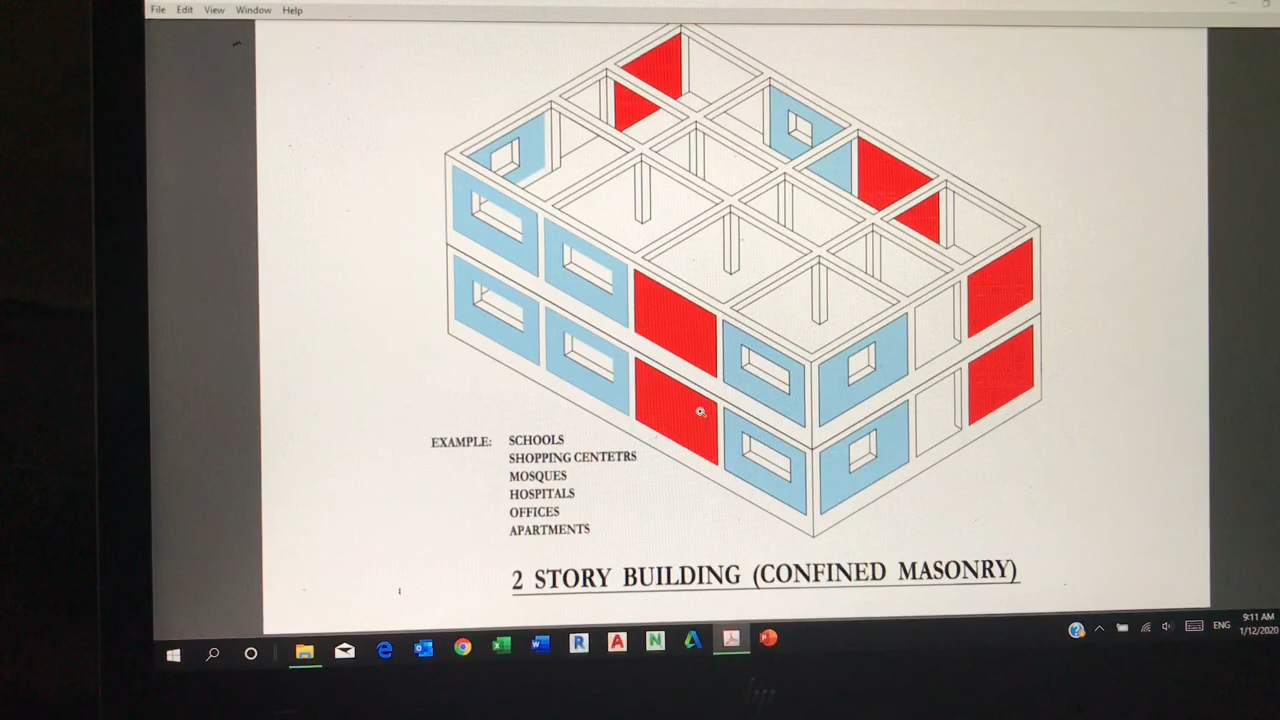 File Edit View Window Help
EXAMPLE: SCHOOLS
SHOPPING CENTETRS
MOSQUES
HOSPITALS
OFFICES
APARTMENTS
2 STORY BUILDING (CONFINED MASONRY)
ENG
9:11 AM
1/12/2020